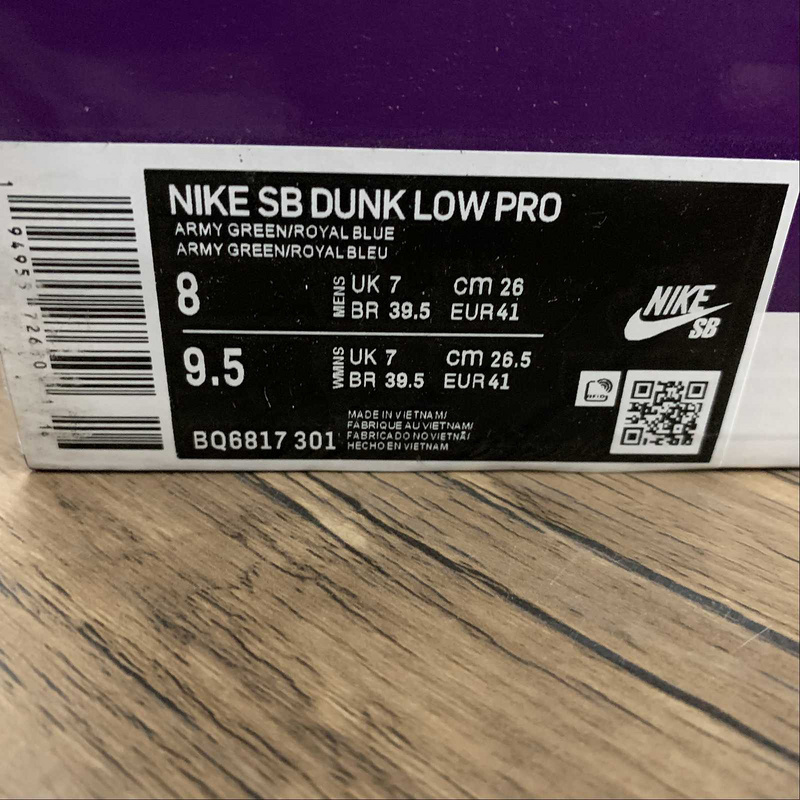 NIKE SB DUNK LOW PRO
ARMY GREEN/ROYAL BLUE
ARMY GREEN/ROYAL BLEU
8 MENS UK 7 cm 26
BR 39.5 EUR 41
9.5 WMNS UK 7 cm 26.5
BR 39.5 EUR 41
NIKE
SB
BQ6817 301
MADE IN VIETNAM/
FABRIQUE AU VIETNAM/
FABRICADO NO VIETNÃ/
HECHO EN VIETNAM